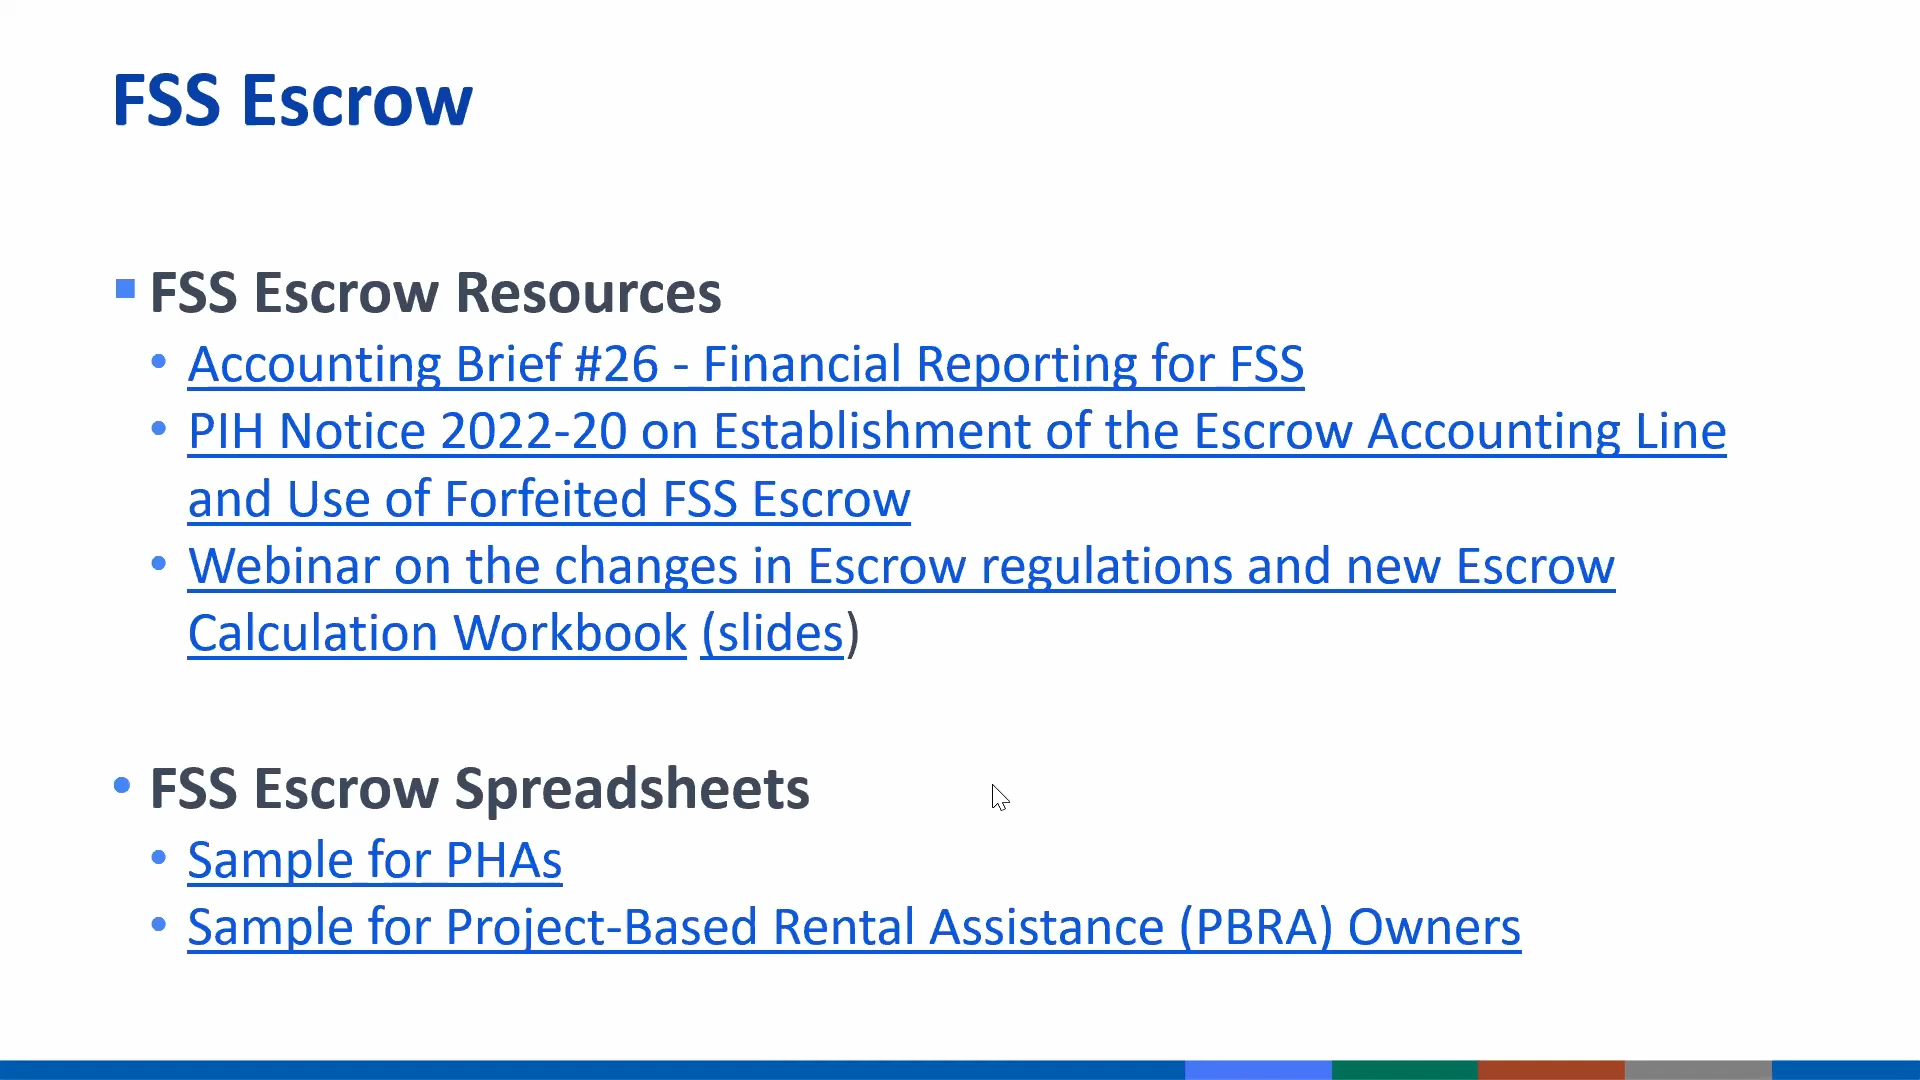 FSS Escrow
FSS Escrow Resources
Accounting Brief #26 - Financial Reporting for FSS
PIH Notice 2022-20 on Establishment of the Escrow Accounting Line
and Use of Forfeited FSS Escrow
Webinar on the changes in Escrow regulations and new Escrow
Calculation Workbook (slides)
FSS Escrow Spreadsheets
Sample for PHAs
Sample for Project-Based Rental Assistance (PBRA) Owners